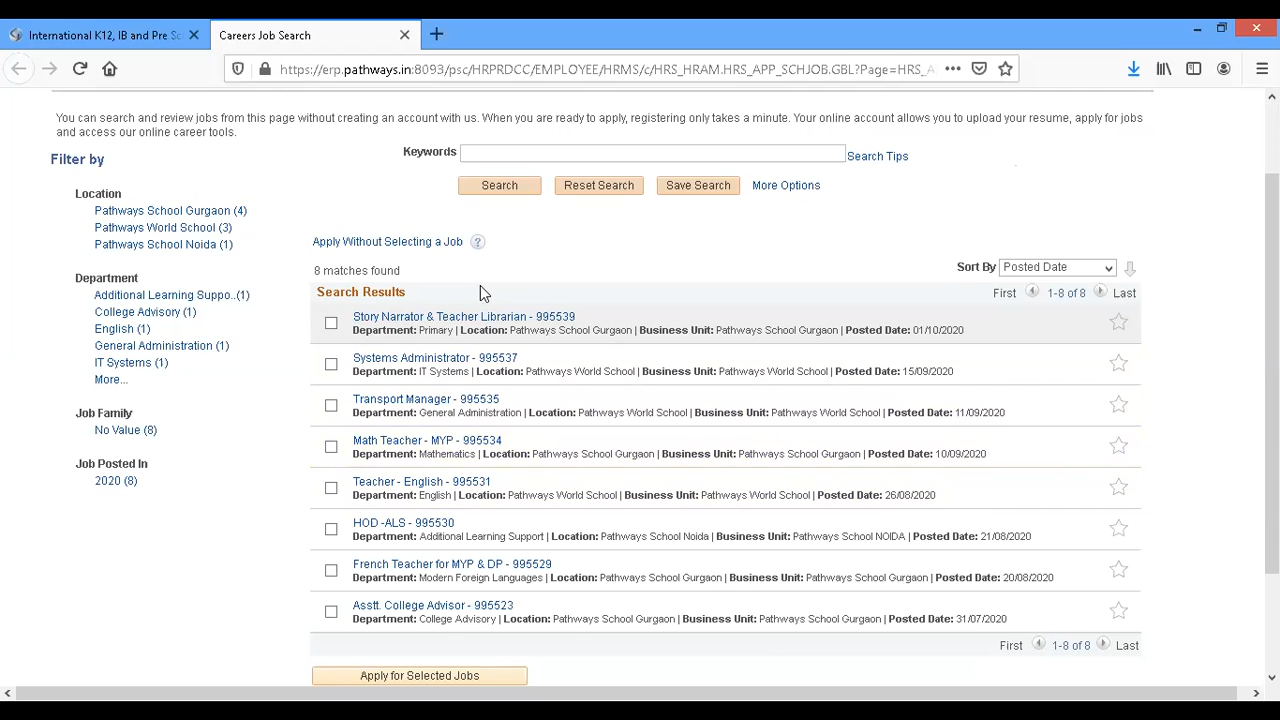 International K12, IB and Pre Sc
Careers Job Search
https://erp.pathways.in:8093/psc/HRPRDCC/EMPLOYEE/HRMS/c/HRS_HRAM.HRS_APP_SCHJOB.GBL?Page=HRS_A
You can search and review jobs from this page without creating an account with us. When you are ready to apply, registering only takes a minute. Your online account allows you to upload your resume, apply for jobs
and access our online career tools.
Filter by
Keywords
Search Tips
Search
Reset Search
Save Search
More Options
Location
Pathways School Gurgaon (4)
Pathways World School (3)
Pathways School Noida (1)
Department
Additional Learning Suppo..(1)
College Advisory (1)
English (1)
General Administration (1)
IT Systems (1)
More...
Job Family
No Value (8)
Job Posted In
2020 (8)
Apply Without Selecting a Job ?
8 matches found
Sort By Posted Date
Search Results
First 1-8 of 8 Last
Story Narrator & Teacher Librarian - 995539
Department: Primary | Location: Pathways School Gurgaon | Business Unit: Pathways School Gurgaon | Posted Date: 01/10/2020
Systems Administrator - 995537
Department: IT Systems | Location: Pathways World School | Business Unit: Pathways World School | Posted Date: 15/09/2020
Transport Manager - 995535
Department: General Administration | Location: Pathways World School | Business Unit: Pathways World School | Posted Date: 11/09/2020
Math Teacher - MYP - 995534
Department: Mathematics | Location: Pathways School Gurgaon | Business Unit: Pathways School Gurgaon | Posted Date: 10/09/2020
Teacher - English - 995531
Department: English | Location: Pathways World School | Business Unit: Pathways World School | Posted Date: 26/08/2020
HOD -ALS - 995530
Department: Additional Learning Support | Location: Pathways School Noida | Business Unit: Pathways School NOIDA | Posted Date: 21/08/2020
French Teacher for MYP & DP - 995529
Department: Modern Foreign Languages | Location: Pathways School Gurgaon | Business Unit: Pathways School Gurgaon | Posted Date: 20/08/2020
Asstt. College Advisor - 995523
Department: College Advisory | Location: Pathways School Gurgaon | Business Unit: Pathways School Gurgaon | Posted Date: 31/07/2020
First 1-8 of 8 Last
Apply for Selected Jobs